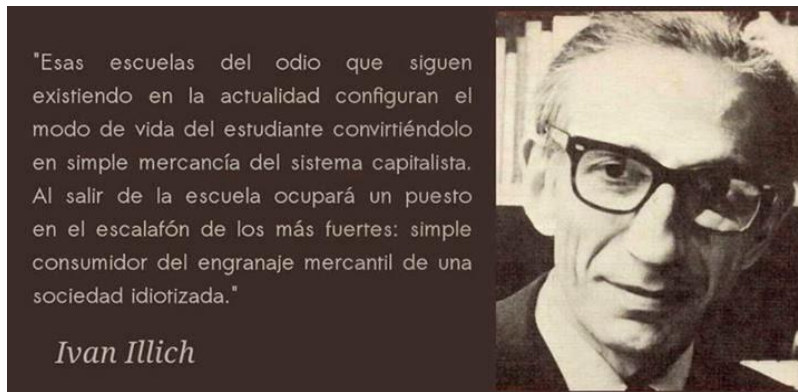 "Esas escuelas del odio que siguen
existiendo en la actualidad configuran el
modo de vida del estudiante convirtiéndolo
en simple mercancía del sistema capitalista.
Al salir de la escuela ocupará un puesto
en el escalafón de los más fuertes: simple
consumidor del engranaje mercantil de una
sociedad idiotizada."
Ivan Illich